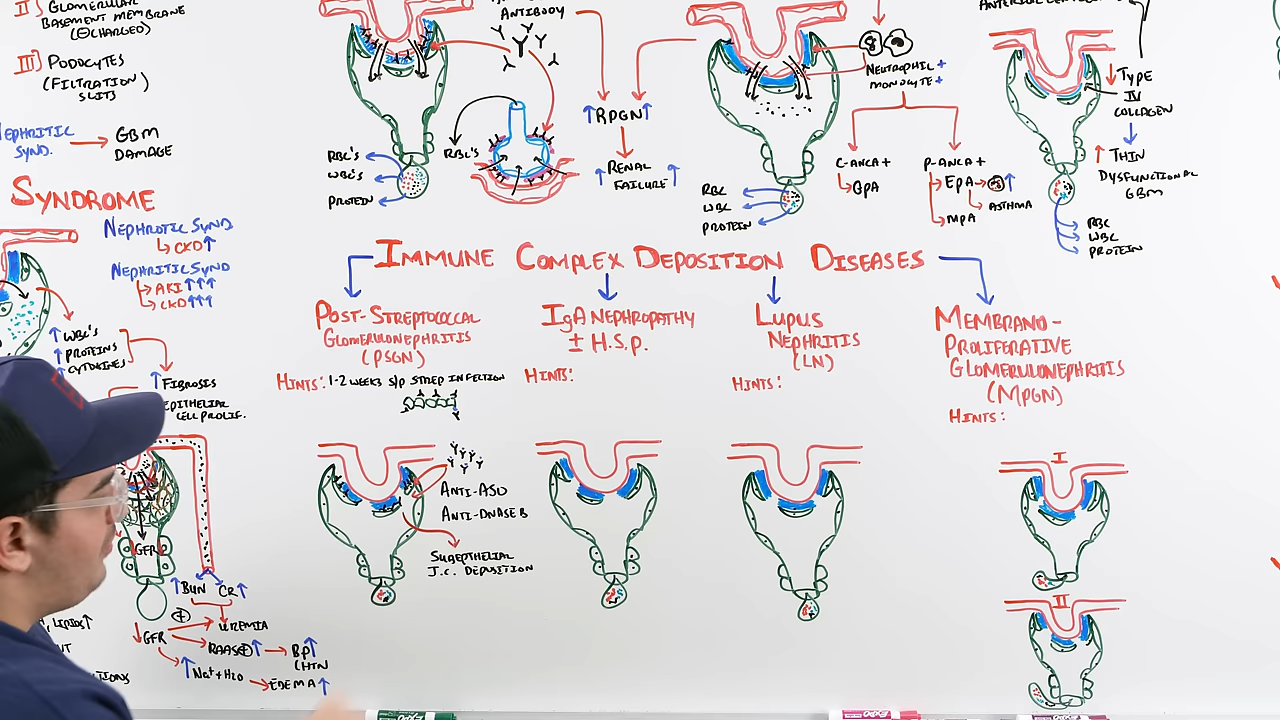 II) GLOMERULAR
BASEMENT MEMBRANE
(⊖CHARGED)
III) PODOCYTES
(FILTRATION)
SLITS
NEPHRITIC
SYND.
GBM
DAMAGE
SYNDROME
NEPHROTIC SYND.
↳ CKD↑
NEPHRITIC SYND
↳ AKI↑↑↑
↳ CKD↑↑↑
↑ WBC'S
↑ PROTEINS
CYTOKINES
↑ FIBROSIS
EPITHELIAL
CELL PROLIF.
GFR
↑BUN CR↑
UREMIA
↓GFR
RAAS⊕↑ → BP↑
(HTN
↑Na⁺+H₂O → EDEMA↑
LIPIDS↑
ANTIBODY
RBC'S
WBC'S
PROTEIN
RBC'S
↑RPGN↑
↑RENAL
FAILURE↑
RBC
WBC
PROTEIN
NEUTROPHIL +
MONOCYTE +
C-ANCA +
↳GPA
P-ANCA +
EPA → ↑
ASTHMA
MPA
↓TYPE
IV
COLLAGEN
↑ THIN
DYSFUNCTIONAL
GBM
RBC
WBC
PROTEIN
IMMUNE COMPLEX DEPOSITION DISEASES
POST-STREPTOCOCCAL
GLOMERULONEPHRITIS
(PSGN)
HINTS: 1-2 WEEKS S/P STREP INFECTION
ANTI-ASO
ANTI-DNASE B
SUBEPITHELIAL
I.C. DEPOSITION
IgA NEPHROPATHY
± H.S.P.
HINTS:
LUPUS
NEPHRITIS
(LN)
HINTS:
MEMBRANO-
PROLIFERATIVE
GLOMERULONEPHRITIS
(MPGN)
HINTS:
I
II